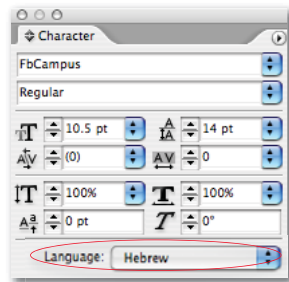 Character
FbCampus
Regular
10.5 pt 14 pt
(0) 0
100% 100%
0 pt 0°
Language: Hebrew